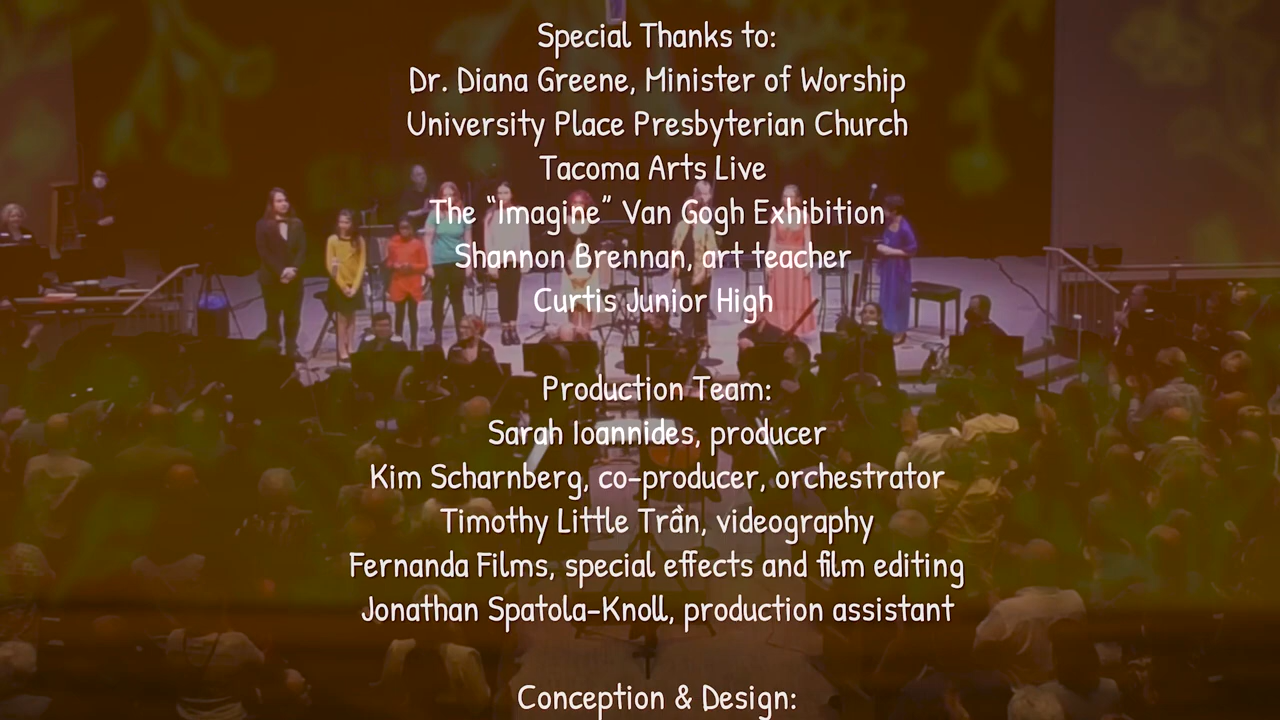 Special Thanks to:
Dr. Diana Greene, Minister of Worship
University Place Presbyterian Church
Tacoma Arts Live
The “Imagine” Van Gogh Exhibition
Shannon Brennan, art teacher
Curtis Junior High
Production Team:
Sarah Ioannides, producer
Kim Scharnberg, co-producer, orchestrator
Timothy Little Trần, videography
Fernanda Films, special effects and film editing
Jonathan Spatola-Knoll, production assistant
Conception & Design: